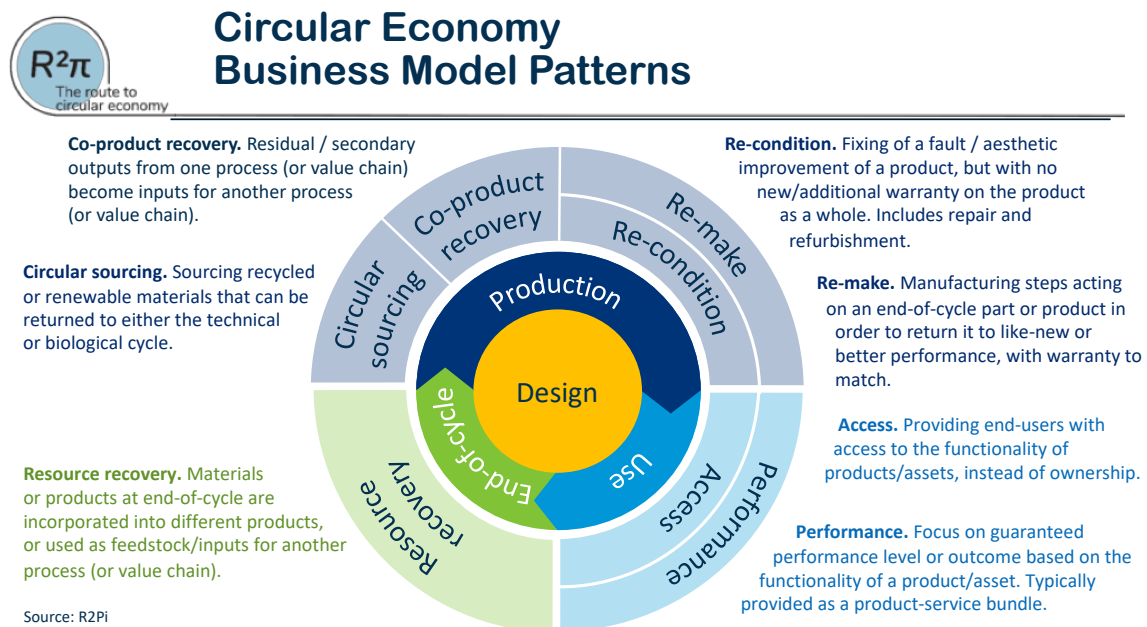 R²π
The route to
circular economy
Circular Economy
Business Model Patterns
Co-product recovery. Residual / secondary
outputs from one process (or value chain)
become inputs for another process
(or value chain).
Circular sourcing. Sourcing recycled
or renewable materials that can be
returned to either the technical
or biological cycle.
Resource recovery. Materials
or products at end-of-cycle are
incorporated into different products,
or used as feedstock/inputs for another
process (or value chain).
Source: R2Pi
Circular
sourcing
Co-product
recovery
Re-make
Re-condition
Production
Design
End-of-cycle
Use
Resource
recovery
Access
Performance
Re-condition. Fixing of a fault / aesthetic
improvement of a product, but with no
new/additional warranty on the product
as a whole. Includes repair and
refurbishment.
Re-make. Manufacturing steps acting
on an end-of-cycle part or product in
order to return it to like-new or
better performance, with warranty to
match.
Access. Providing end-users with
access to the functionality of
products/assets, instead of ownership.
Performance. Focus on guaranteed
performance level or outcome based on the
functionality of a product/asset. Typically
provided as a product-service bundle.